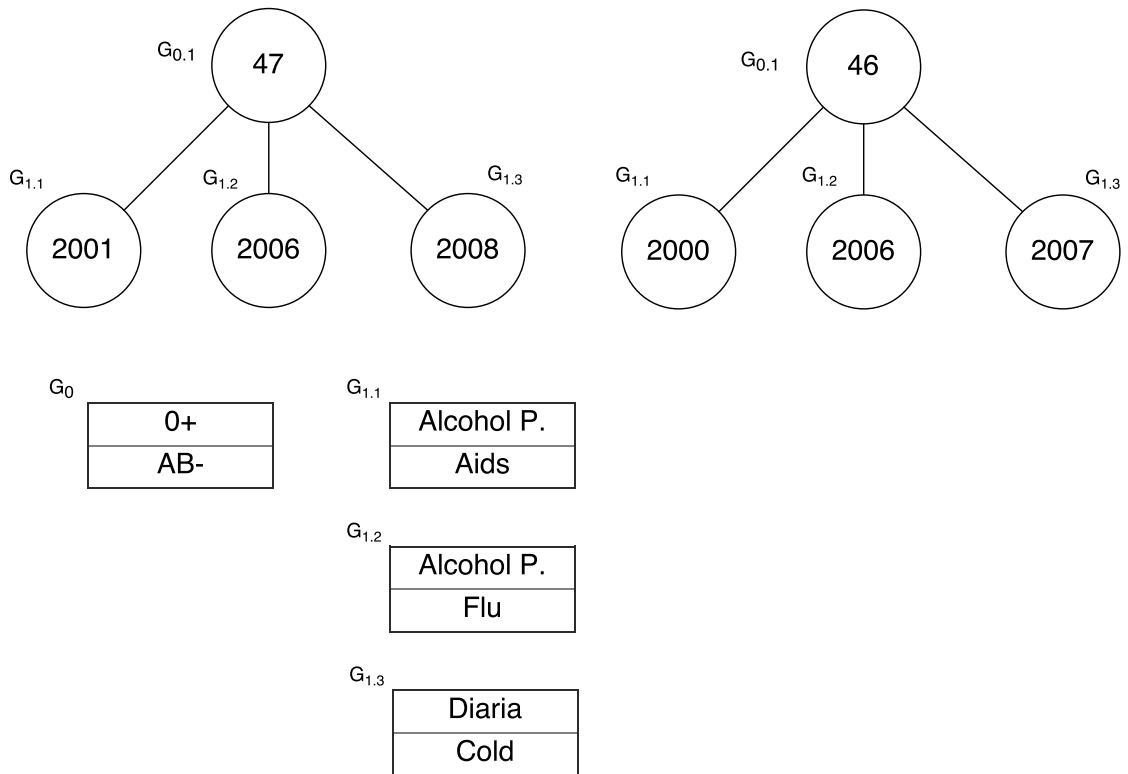 G0.1
47
G0.1
46
G1.1
G1.2
G1.3
G1.1
G1.2
G1.3
2001
2006
2008
2000
2006
2007
G0
0+
AB-
G1.1
Alcohol P.
Aids
G1.2
Alcohol P.
Flu
G1.3
Diaria
Cold